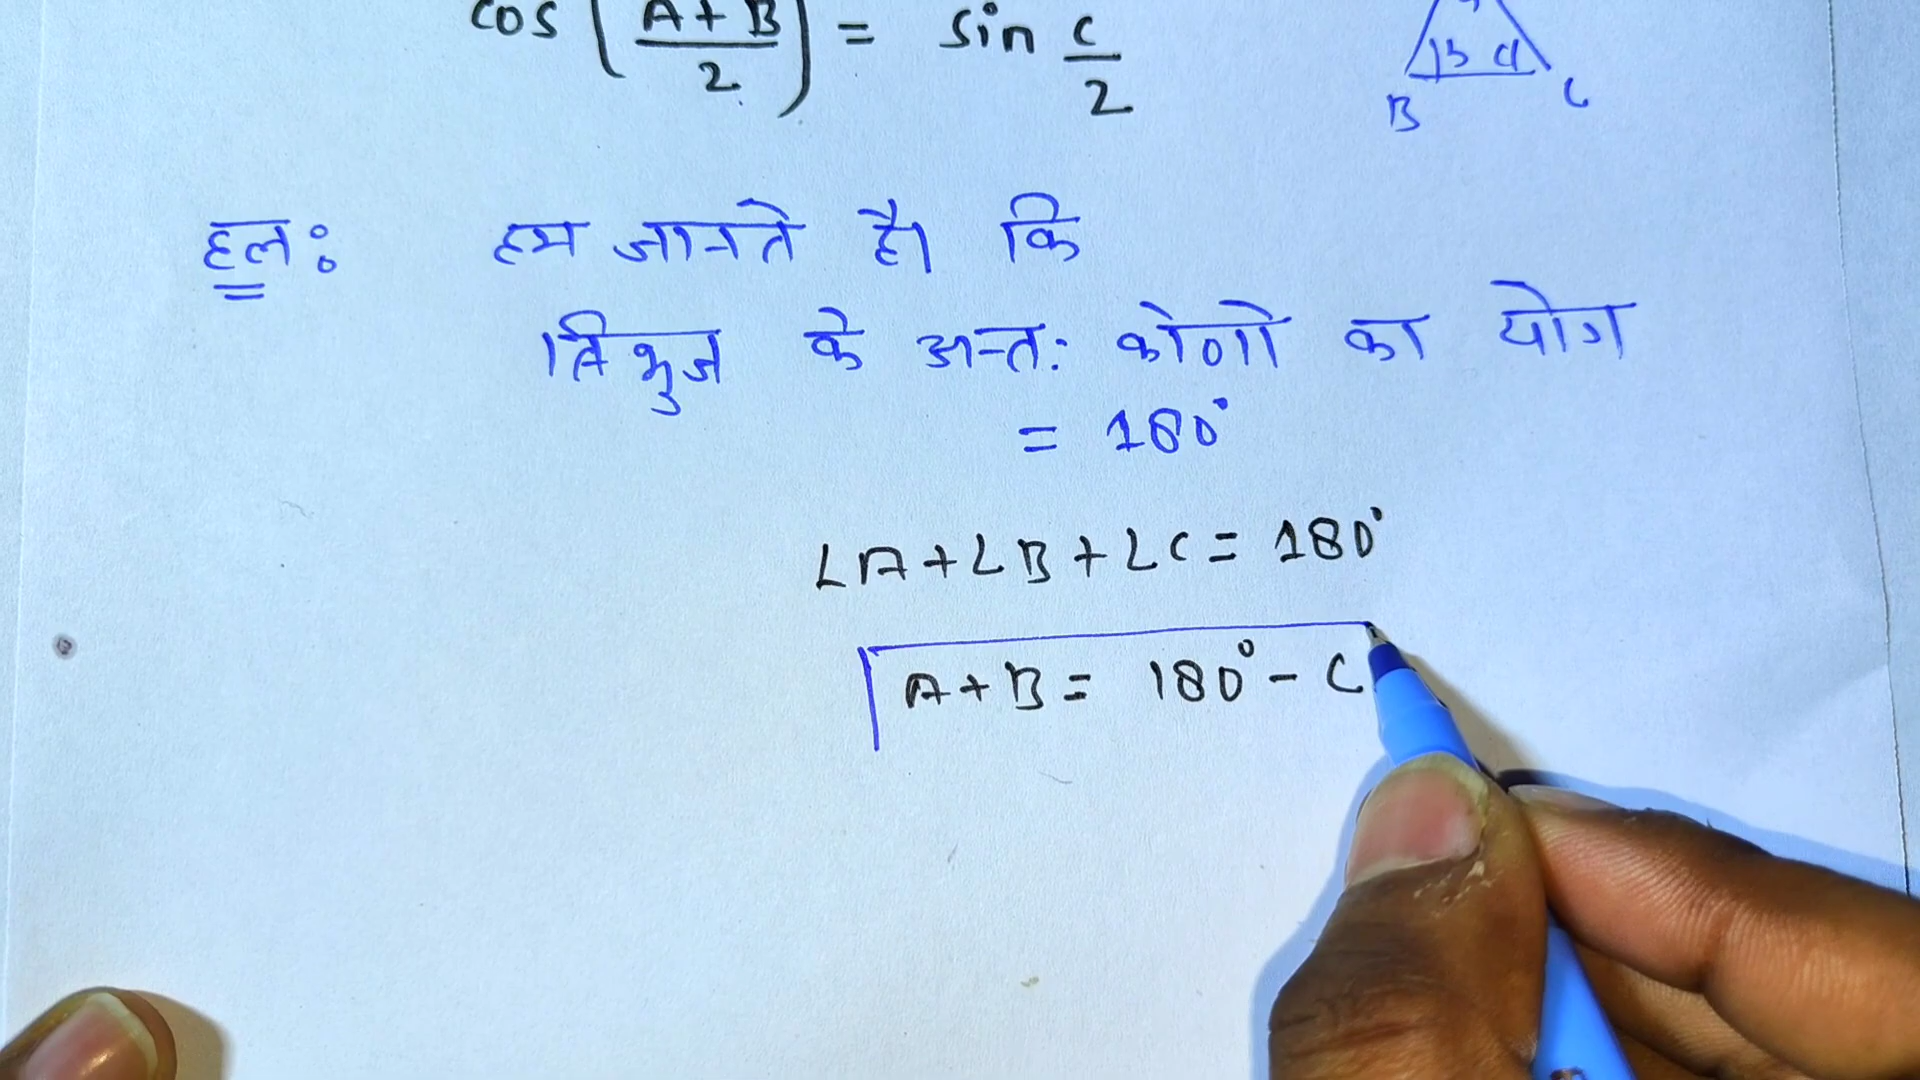 cos (A+B/2) = sin C/2
B C
B C
हल: हम जानते है। कि
त्रिभुज के अन्त: कोणो का योग
= 180°
∠A+∠B+∠C = 180°
A+B = 180° - C